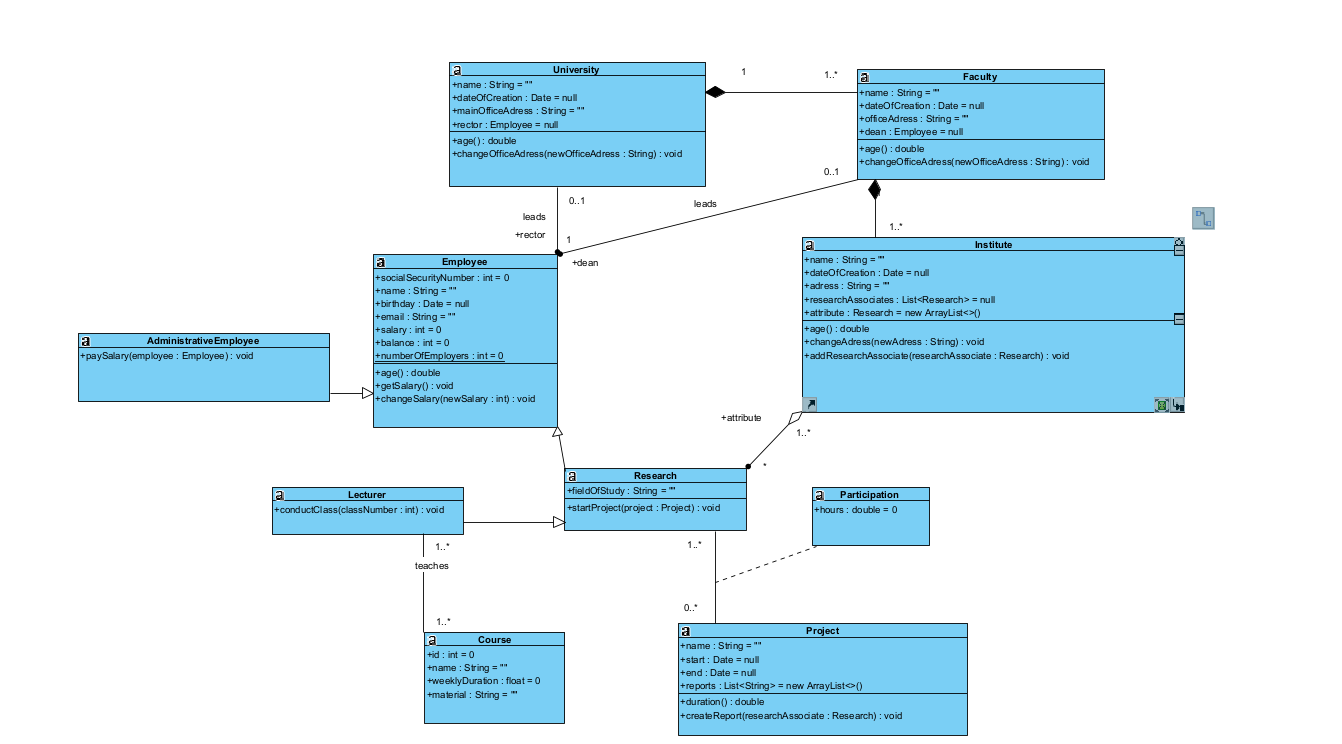 University
+name : String = ""
+dateOfCreation : Date = null
+mainOfficeAdress : String = ""
+rector : Employee = null
+age() : double
+changeOfficeAdress(newOfficeAdress : String) : void
1
1..*
Faculty
+name : String = ""
+dateOfCreation : Date = null
+officeAdress : String = ""
+dean : Employee = null
+age() : double
+changeOfficeAdress(newOfficeAdress : String) : void
0..1
0..1
leads
leads
+rector
1
+dean
1..*
Institute
+name : String = ""
+dateOfCreation : Date = null
+adress : String = ""
+researchAssociates : List<Research> = null
+attribute : Research = new ArrayList<>()
+age() : double
+changeAdress(newAdress : String) : void
+addResearchAssociate(researchAssociate : Research) : void
Employee
+socialSecurityNumber : int = 0
+name : String = ""
+birthday : Date = null
+email : String = ""
+salary : int = 0
+balance : int = 0
+numberOfEmployers : int = 0
+age() : double
+getSalary() : void
+changeSalary(newSalary : int) : void
AdministrativeEmployee
+paySalary(employee : Employee) : void
+attribute
1..*
*
Research
+fieldOfStudy : String = ""
+startProject(project : Project) : void
Lecturer
+conductClass(classNumber : int) : void
Participation
+hours : double = 0
1..*
teaches
1..*
1..*
0..*
Course
+id : int = 0
+name : String = ""
+weeklyDuration : float = 0
+material : String = ""
Project
+name : String = ""
+start : Date = null
+end : Date = null
+reports : List<String> = new ArrayList<>()
+duration() : double
+createReport(researchAssociate : Research) : void